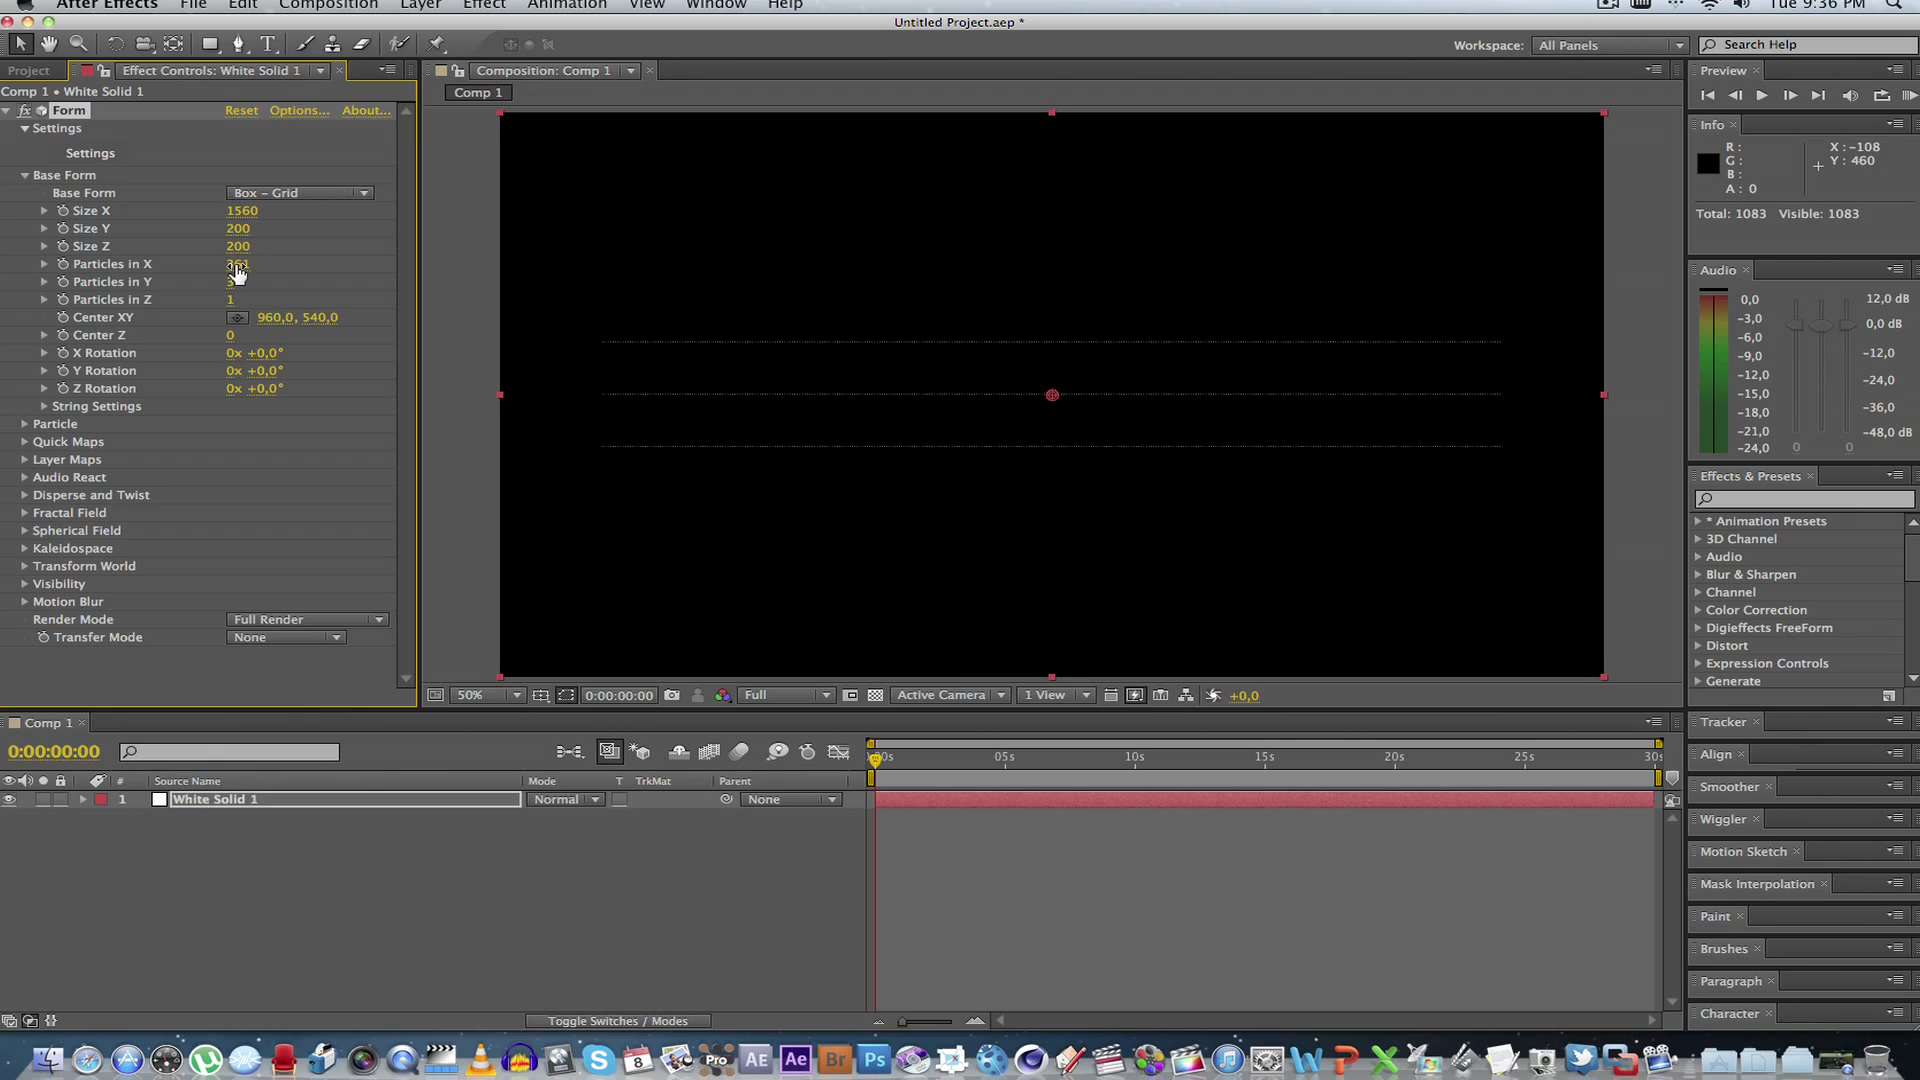 After Effects File Edit Composition Layer Effect Animation View Window Help Tue 9:36 PM
Untitled Project.aep *
Workspace: All Panels Search Help
Project Effect Controls: White Solid 1 Composition: Comp 1 Preview
Comp 1 • White Solid 1 Comp 1
Form Reset Options... About...
Settings
Settings
Base Form
Base Form Box – Grid
Size X 1560
Size Y 200
Size Z 200
Particles in X 361
Particles in Y 3
Particles in Z 1
Center XY 960,0, 540,0
Center Z 0
X Rotation 0x +0,0°
Y Rotation 0x +0,0°
Z Rotation 0x +0,0°
String Settings
Particle
Quick Maps
Layer Maps
Audio React
Disperse and Twist
Fractal Field
Spherical Field
Kaleidospace
Transform World
Visibility
Motion Blur
Render Mode Full Render
Transfer Mode None
50% 0:00:00:00 Full Active Camera 1 View +0,0
Info
R : X : –108
G : Y : 460
B :
A : 0
Total: 1083 Visible: 1083
Audio
0,0 12,0 dB
-3,0 0,0 dB
-6,0
-9,0 -12,0
-12,0 -24,0
-15,0
-18,0 -36,0
-21,0 -48,0 dB
-24,0 0 0
Effects & Presets
* Animation Presets
3D Channel
Audio
Blur & Sharpen
Channel
Color Correction
Digieffects FreeForm
Distort
Expression Controls
Generate
Tracker
Align
Smoother
Wiggler
Motion Sketch
Mask Interpolation
Paint
Brushes
Paragraph
Character
Comp 1
0:00:00:00
05s 10s 15s 20s 25s 30s
# Source Name Mode T TrkMat Parent
1 White Solid 1 Normal None
Toggle Switches / Modes
8 Pro AE Ae Br Ps